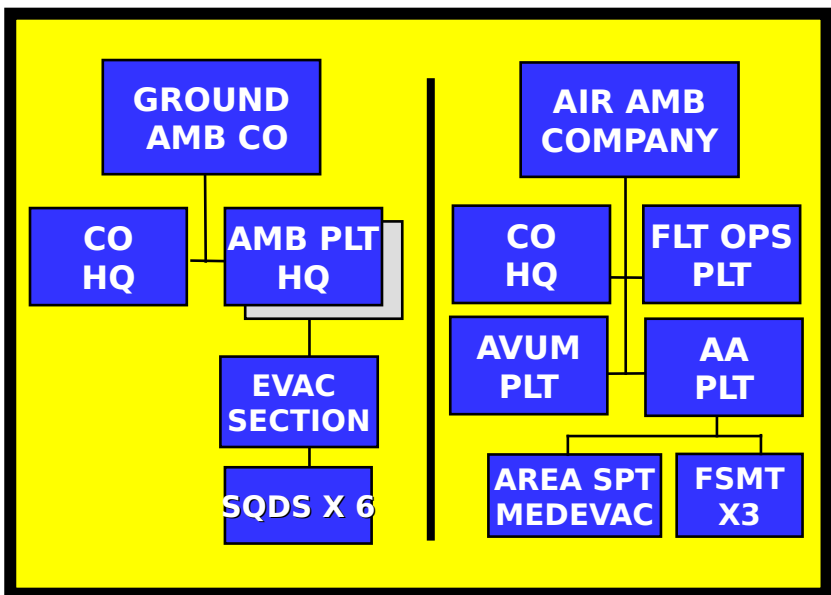 GROUND
AMB CO
CO
HQ
AMB PLT
HQ
EVAC
SECTION
SQDS X 6
AIR AMB
COMPANY
CO
HQ
FLT OPS
PLT
AVUM
PLT
AA
PLT
AREA SPT
MEDEVAC
FSMT
X3